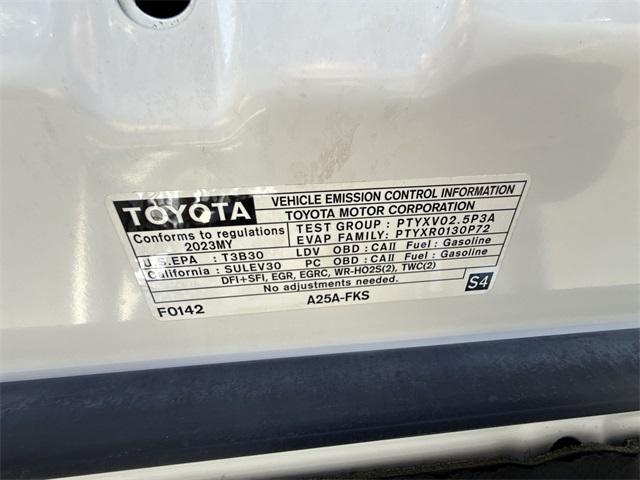 TOYOTA
VEHICLE EMISSION CONTROL INFORMATION
TOYOTA MOTOR CORPORATION
Conforms to regulations
2023MY
TEST GROUP : PTYXV02.5P3A
EVAP FAMILY: PTYXR0130P72
U.S.EPA : T3B30 LDV OBD : CAII Fuel : Gasoline
California : SULEV30 PC OBD : CAII Fuel : Gasoline
DFI+SFI, EGR, EGRC, WR-HO2S(2), TWC(2)
No adjustments needed.
F0142 A25A-FKS S4